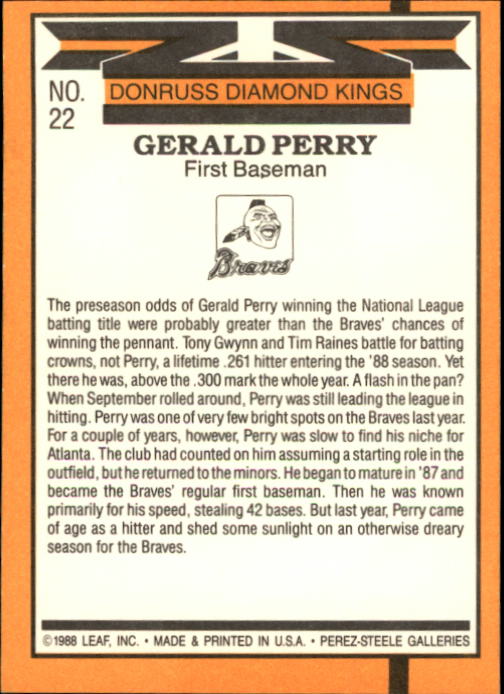 NO.
22
DONRUSS DIAMOND KINGS
GERALD PERRY
First Baseman
Braves
The preseason odds of Gerald Perry winning the National League
batting title were probably greater than the Braves' chances of
winning the pennant. Tony Gwynn and Tim Raines battle for batting
crowns, not Perry, a lifetime .261 hitter entering the '88 season. Yet
there he was, above the .300 mark the whole year. A flash in the pan?
When September rolled around, Perry was still leading the league in
hitting. Perry was one of very few bright spots on the Braves last year.
For a couple of years, however, Perry was slow to find his niche for
Atlanta. The club had counted on him assuming a starting role in the
outfield, but he returned to the minors. He began to mature in '87 and
became the Braves' regular first baseman. Then he was known
primarily for his speed, stealing 42 bases. But last year, Perry came
of age as a hitter and shed some sunlight on an otherwise dreary
season for the Braves.
©1988 LEAF, INC. • MADE & PRINTED IN U.S.A. • PEREZ-STEELE GALLERIES